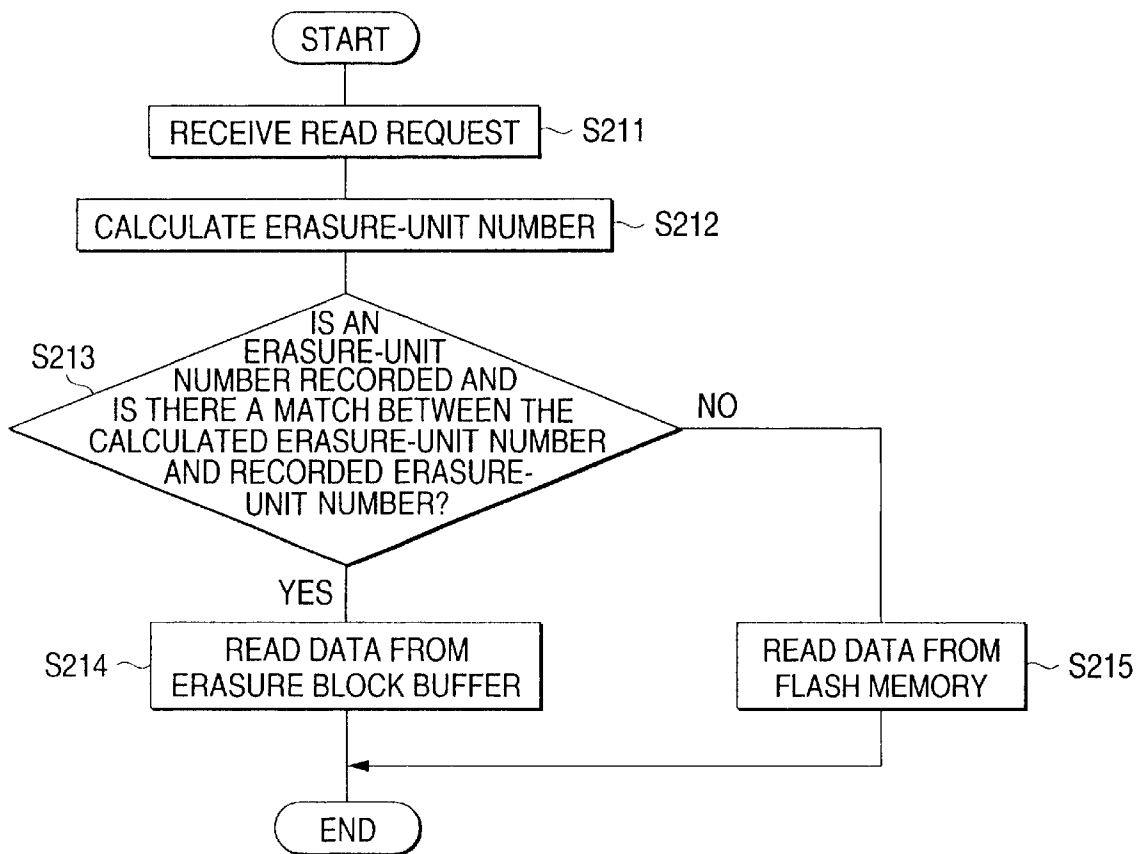 START
RECEIVE READ REQUEST
S211
CALCULATE ERASURE-UNIT NUMBER
S212
S213
IS AN
ERASURE-UNIT
NUMBER RECORDED AND
IS THERE A MATCH BETWEEN THE
CALCULATED ERASURE-UNIT NUMBER
AND RECORDED ERASURE-
UNIT NUMBER?
NO
YES
S214
READ DATA FROM
ERASURE BLOCK BUFFER
READ DATA FROM
FLASH MEMORY
S215
END